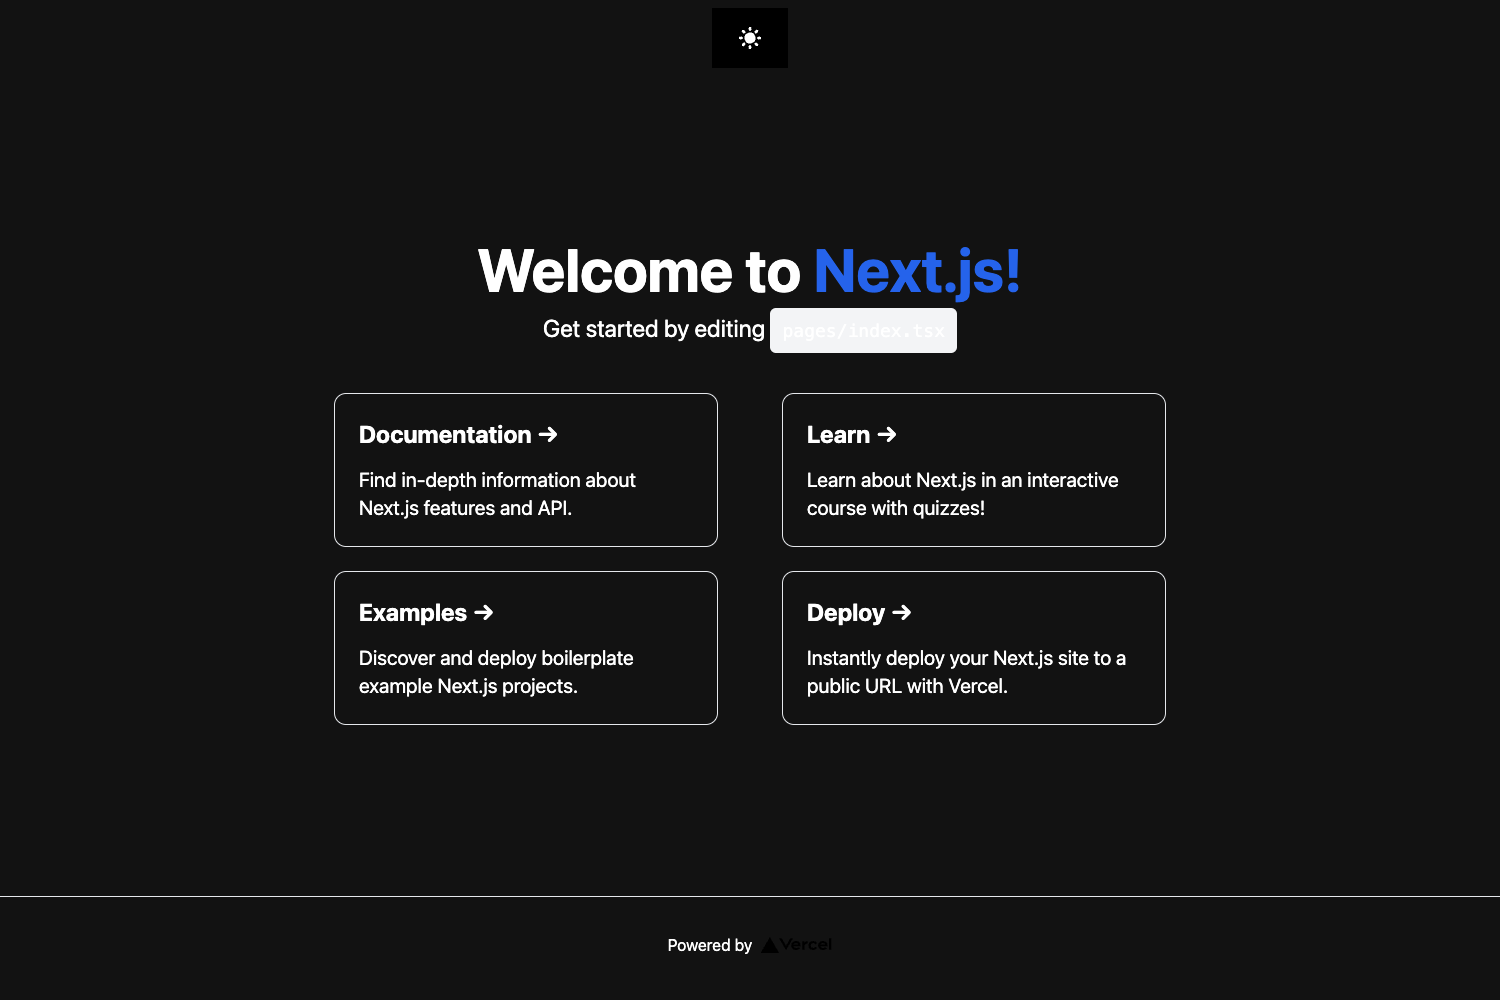 Welcome to Next.js!
Get started by editing pages/index.tsx
Documentation →
Find in-depth information about
Next.js features and API.
Learn →
Learn about Next.js in an interactive
course with quizzes!
Examples →
Discover and deploy boilerplate
example Next.js projects.
Deploy →
Instantly deploy your Next.js site to a
public URL with Vercel.
Powered by Vercel